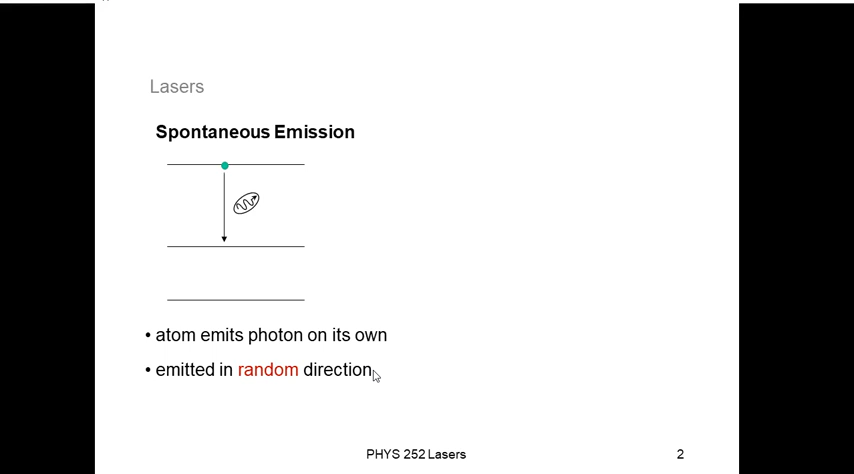 Lasers
Spontaneous Emission
• atom emits photon on its own
• emitted in random direction
PHYS 252 Lasers 2